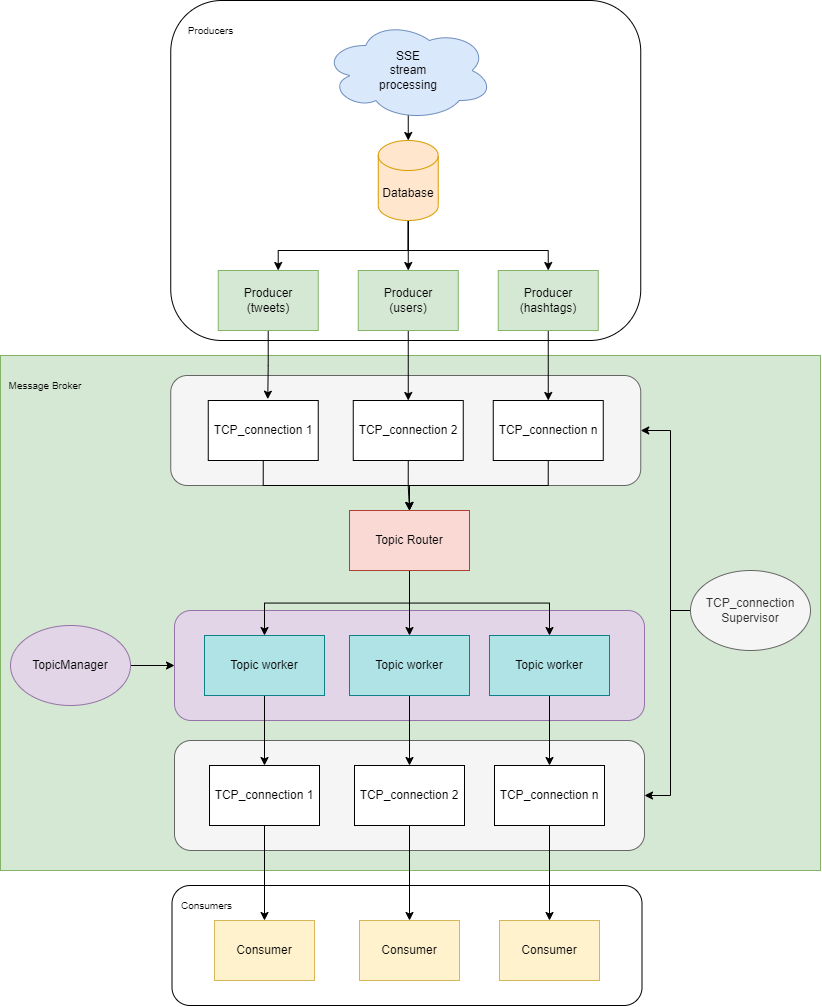 Producers
SSE
stream
processing
Database
Producer
(tweets)
Producer
(users)
Producer
(hashtags)
Message Broker
TCP_connection 1
TCP_connection 2
TCP_connection n
Topic Router
TCP_connection
Supervisor
TopicManager
Topic worker
Topic worker
Topic worker
TCP_connection 1
TCP_connection 2
TCP_connection n
Consumers
Consumer
Consumer
Consumer